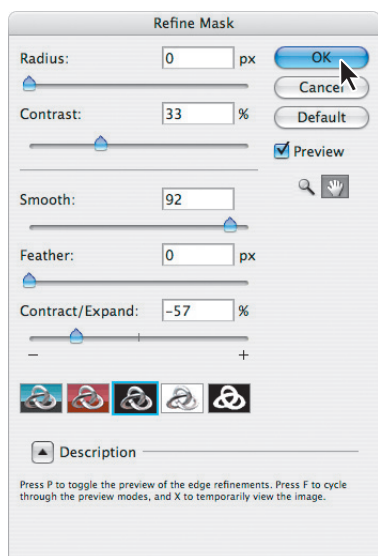 Refine Mask
Radius: 0 px
OK
Cancel
Contrast: 33 %
Default
Preview
Smooth: 92
Feather: 0 px
Contract/Expand: -57 %
− +
Description
Press P to toggle the preview of the edge refinements. Press F to cycle
through the preview modes, and X to temporarily view the image.